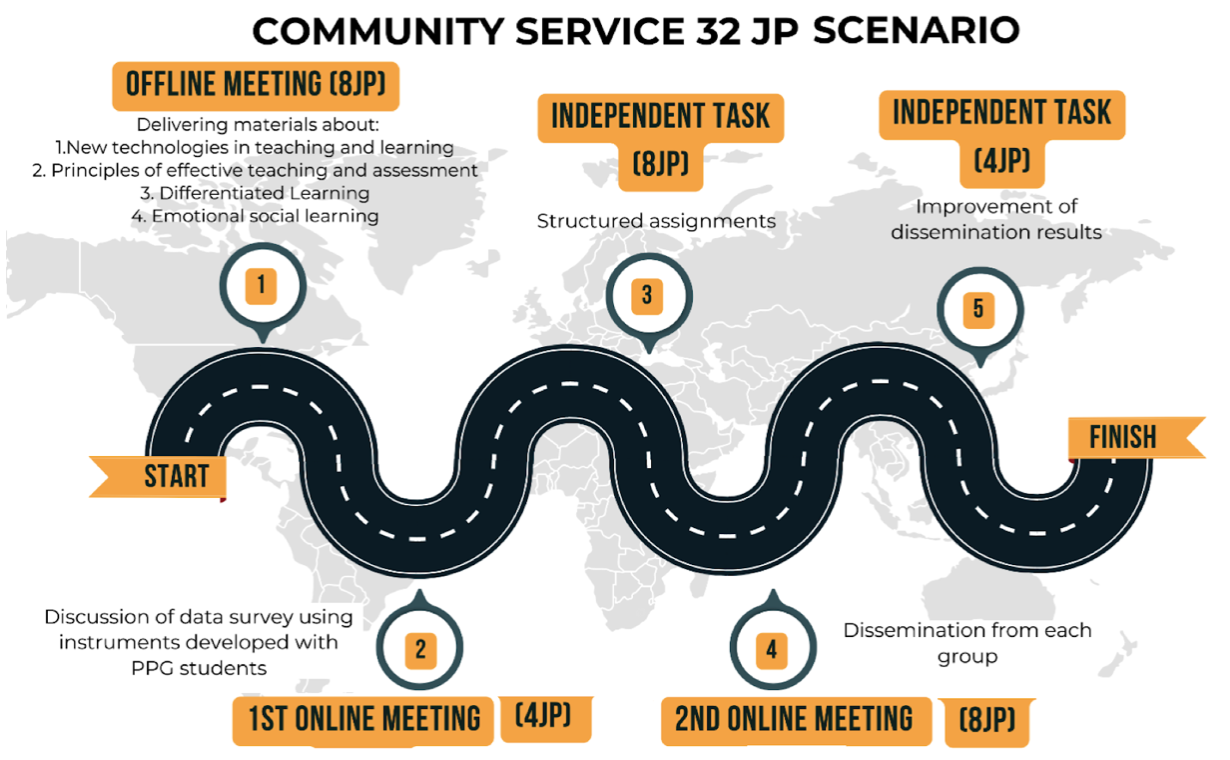 COMMUNITY SERVICE 32 JP SCENARIO
OFFLINE MEETING (8JP)
Delivering materials about:
1.New technologies in teaching and learning
2. Principles of effective teaching and assessment
3. Differentiated Learning
4. Emotional social learning
1
INDEPENDENT TASK
(8JP)
Structured assignments
3
INDEPENDENT TASK
(4JP)
Improvement of
dissemination results
5
START
FINISH
Discussion of data survey using
instruments developed with
PPG students
2
1ST ONLINE MEETING (4JP)
4
Dissemination from each
group
2ND ONLINE MEETING (8JP)